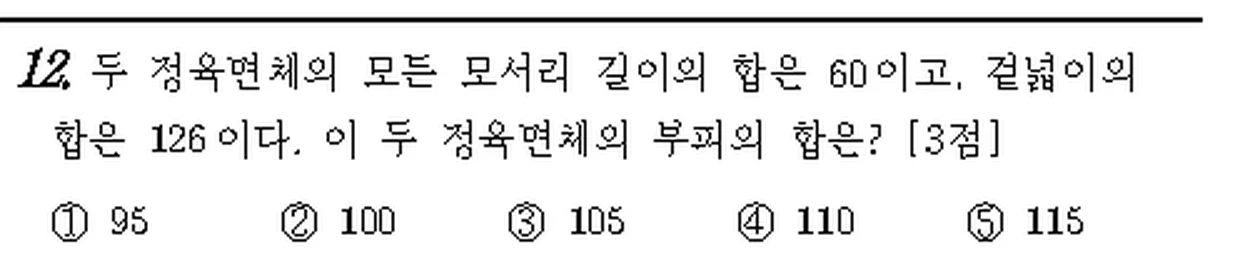 12. 두 정육면체의 모든 모서리 길이의 합은 60이고, 겉넓이의
합은 126이다. 이 두 정육면체의 부피의 합은? [3점]
① 95 ② 100 ③ 105 ④ 110 ⑤ 115